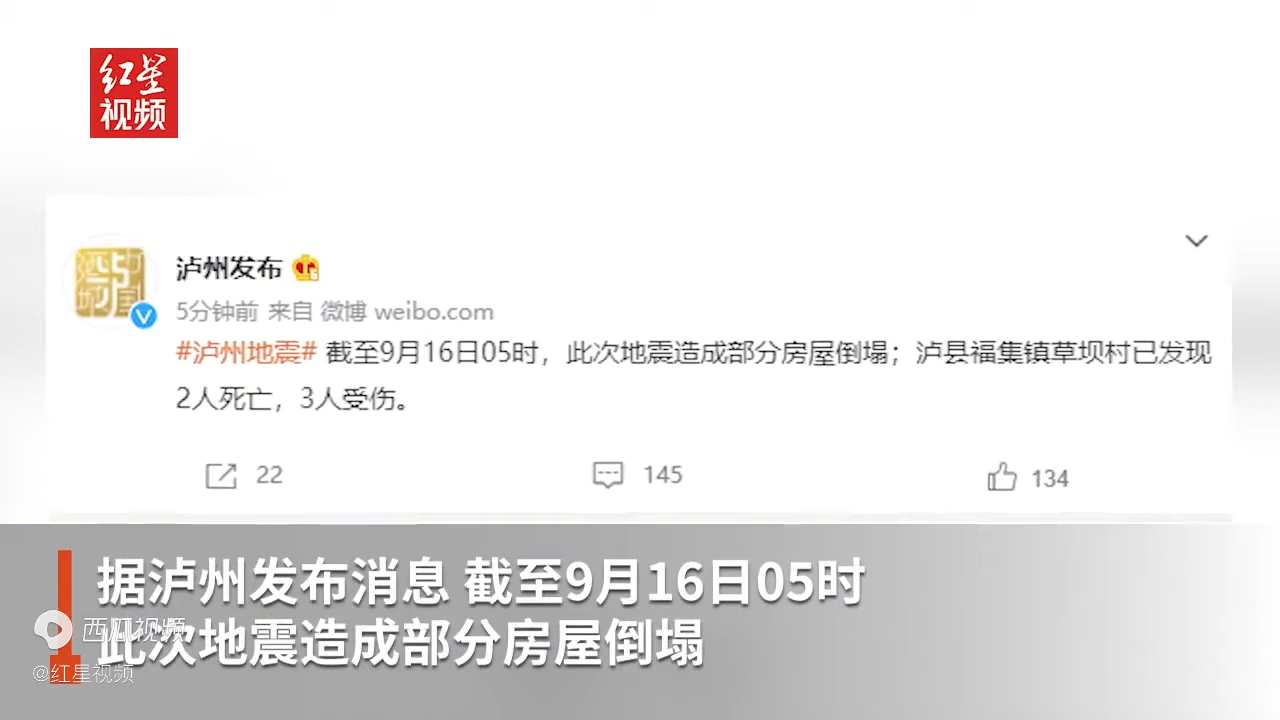 红星
视频
泸州发布
5分钟前 来自 微博 weibo.com
#泸州地震# 截至9月16日05时，此次地震造成部分房屋倒塌；泸县福集镇草坝村已发现
2人死亡，3人受伤。
22 145 134
据泸州发布消息 截至9月16日05时
此次地震造成部分房屋倒塌
西瓜视频
@红星视频